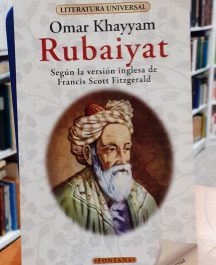 LITERATURA UNIVERSAL
Omar Khayyam
Rubaiyat
Según la versión inglesa de
Francis Scott Fitzgerald
FONTANA